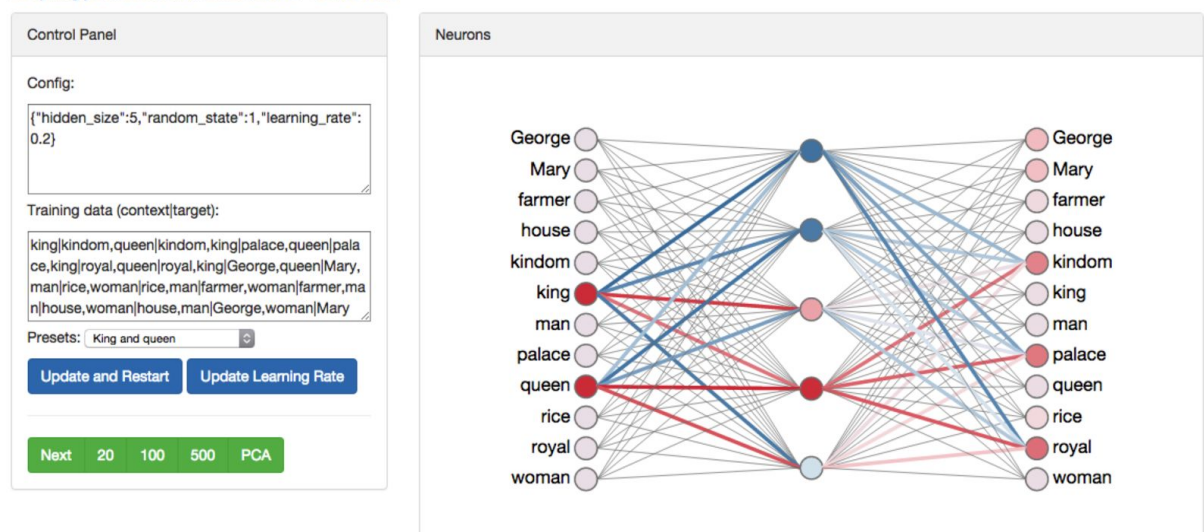 Control Panel
Config:
{"hidden_size":5,"random_state":1,"learning_rate":
0.2}
Training data (context|target):
king|kindom,queen|kindom,king|palace,queen|pala
ce,king|royal,queen|royal,king|George,queen|Mary,
man|rice,woman|rice,man|farmer,woman|farmer,ma
n|house,woman|house,man|George,woman|Mary
Presets: King and queen
Update and Restart Update Learning Rate
Next 20 100 500 PCA
Neurons
George George
Mary Mary
farmer farmer
house house
kindom kindom
king king
man man
palace palace
queen queen
rice rice
royal royal
woman woman